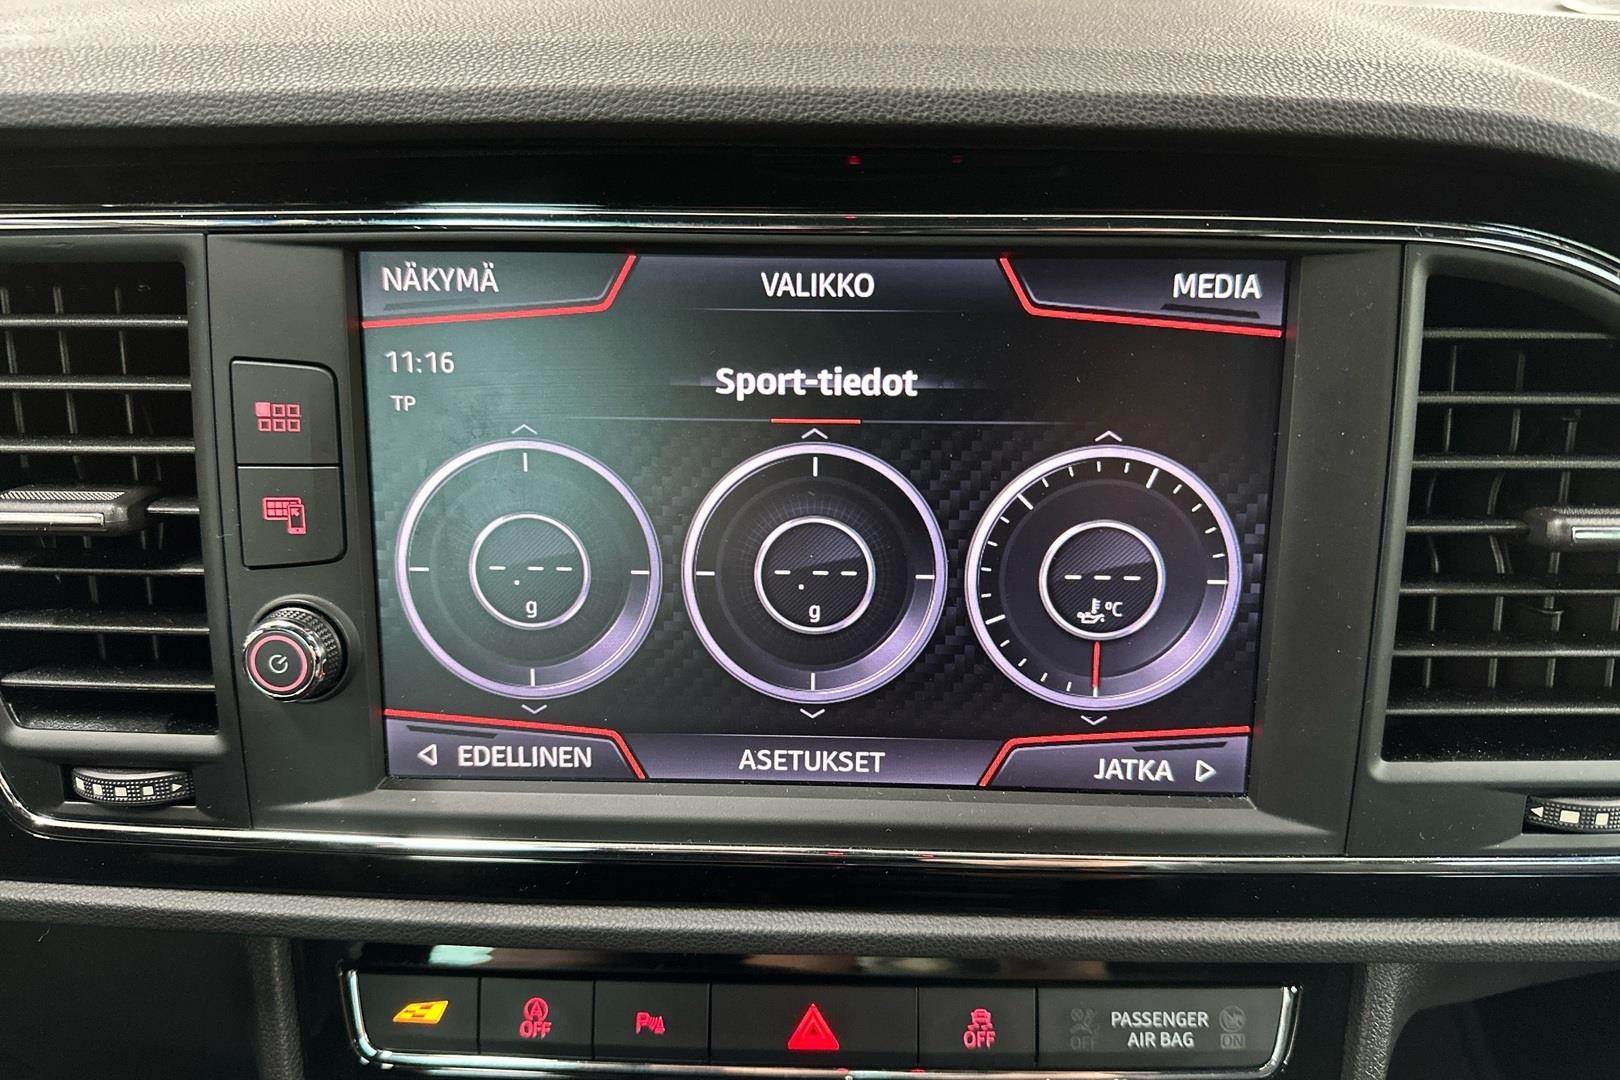 NÄKYMÄ
VALIKKO
MEDIA
11:16
TP
Sport-tiedot
-.-- g
-.-- g
--- °C
EDELLINEN
ASETUKSET
JATKA
A OFF
P
OFF
OFF
PASSENGER
AIR BAG
ON